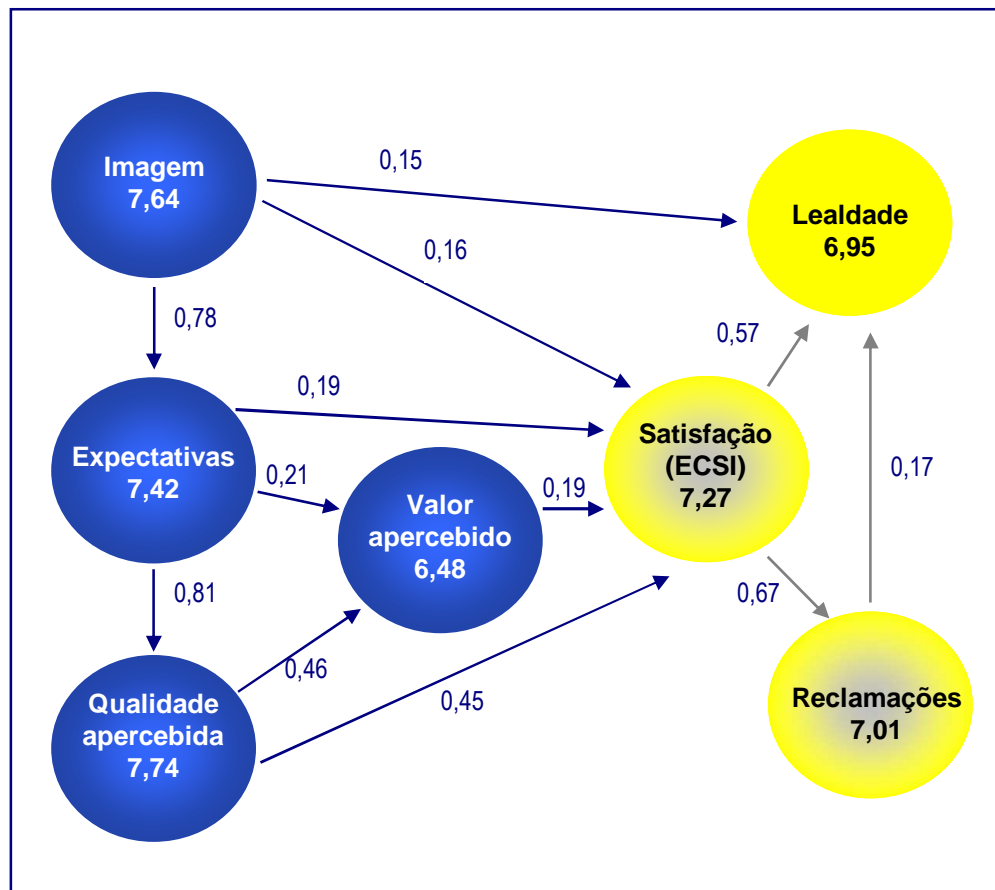 Imagem
7,64
0,15
Lealdade
6,95
0,16
0,78
0,57
Expectativas
7,42
0,19
0,21
Valor
apercebido
6,48
0,19
Satisfação
(ECSI)
7,27
0,17
0,81
0,46
0,67
Qualidade
apercebida
7,74
0,45
Reclamações
7,01